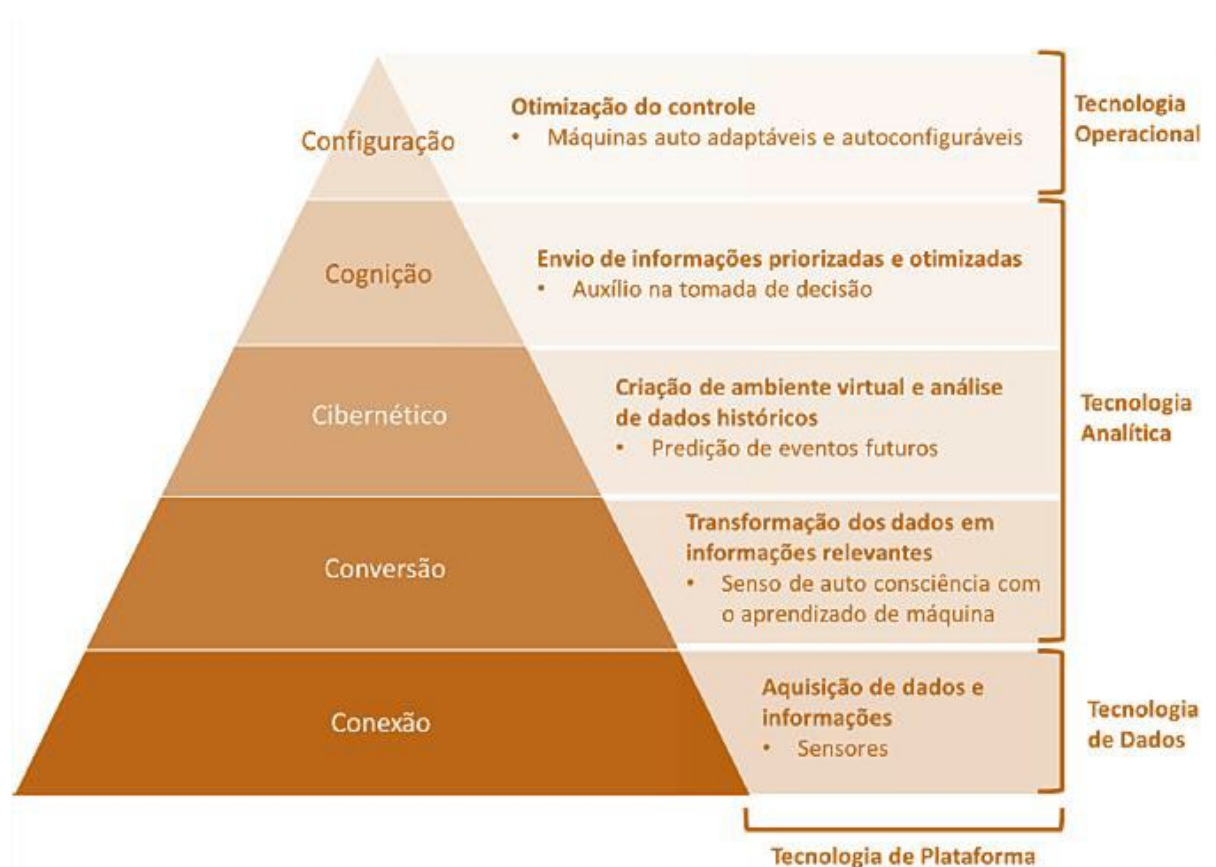 Configuração
Otimização do controle
• Máquinas auto adaptáveis e autoconfiguráveis
Tecnologia
Operacional
Cognição
Envio de informações priorizadas e otimizadas
• Auxílio na tomada de decisão
Cibernético
Criação de ambiente virtual e análise
de dados históricos
• Predição de eventos futuros
Tecnologia
Analítica
Conversão
Transformação dos dados em
informações relevantes
• Senso de auto consciência com
o aprendizado de máquina
Conexão
Aquisição de dados e
informações
• Sensores
Tecnologia
de Dados
Tecnologia de Plataforma